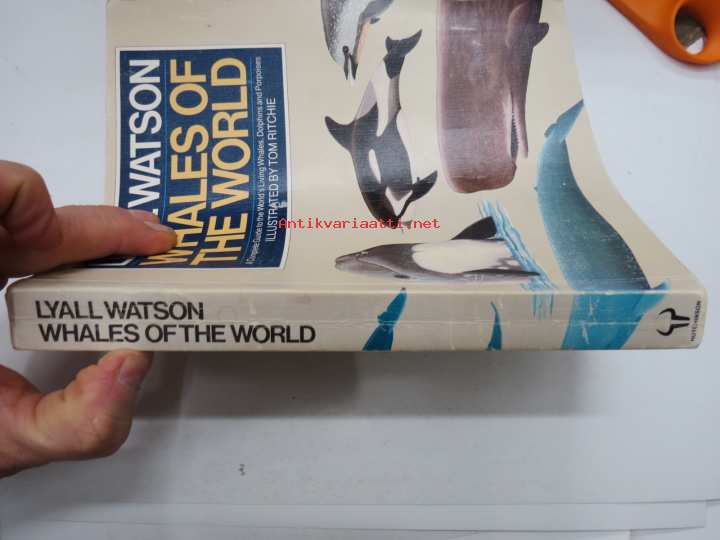 WATSON
WHALES OF
THE WORLD
A Complete Guide to the World's Living Whales, Dolphins and Porpoises
ILLUSTRATED BY TOM RITCHIE
Antikvariaatti.net
LYALL WATSON
WHALES OF THE WORLD
HUTCHINSON